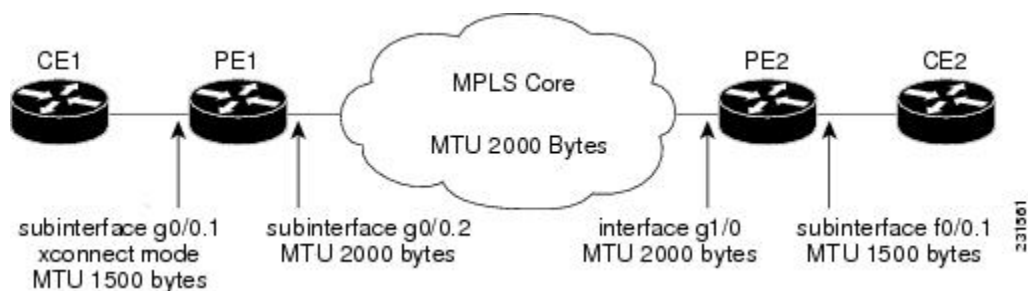 CE1
PE1
MPLS Core
MTU 2000 Bytes
PE2
CE2
subinterface g0/0.1
xconnect mode
MTU 1500 bytes
subinterface g0/0.2
MTU 2000 bytes
interface g1/0
MTU 2000 bytes
subinterface f0/0.1
MTU 1500 bytes
231561